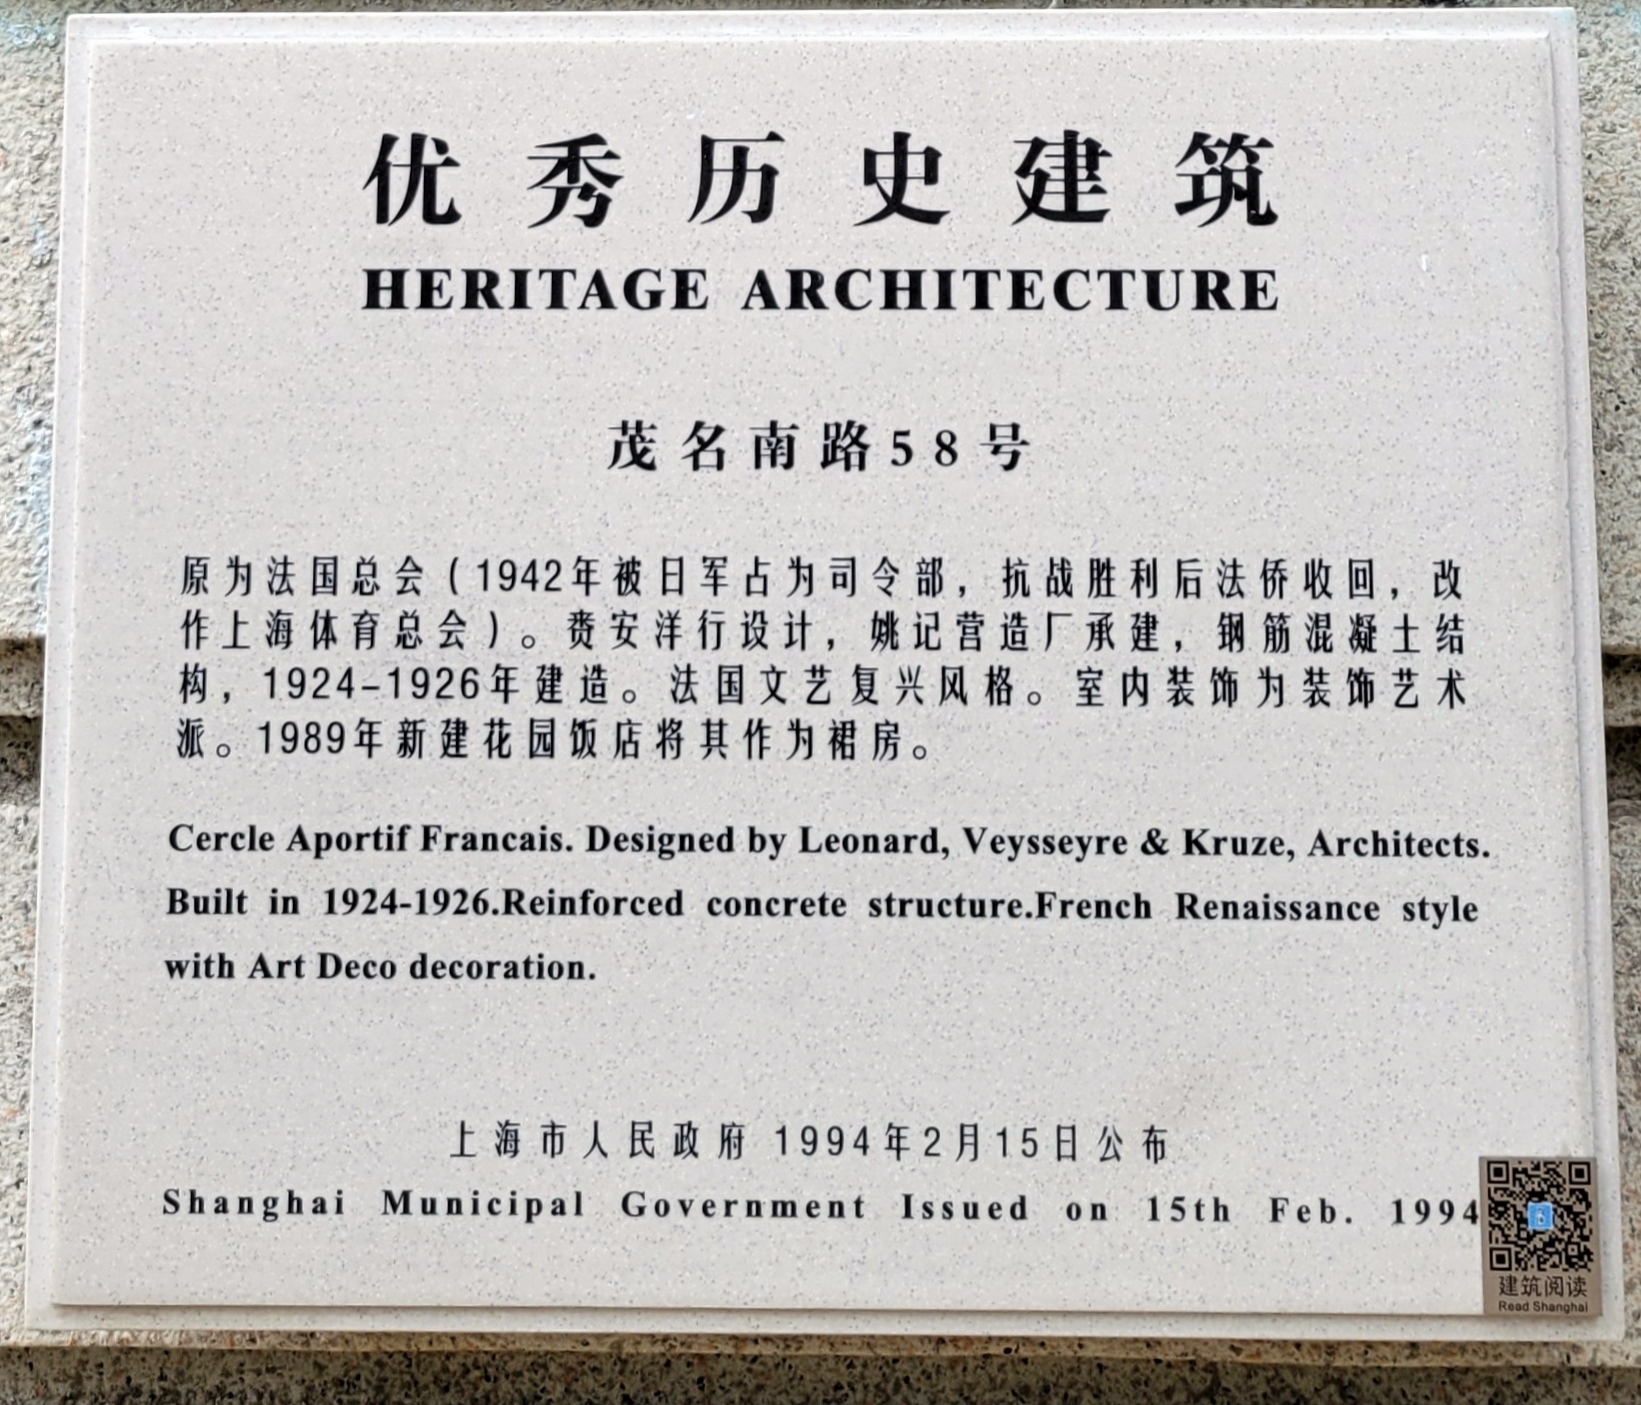 优秀历史建筑
HERITAGE ARCHITECTURE
茂名南路58号
原为法国总会(1942年被日军占为司令部,抗战胜利后法侨收回,改
作上海体育总会)。赉安洋行设计,姚记营造厂承建,钢筋混凝土结
构,1924-1926年建造。法国文艺复兴风格。室内装饰为装饰艺术
派。1989年新建花园饭店将其作为裙房。
Cercle Aportif Francais. Designed by Leonard, Veysseyre & Kruze, Architects.
Built in 1924-1926.Reinforced concrete structure.French Renaissance style
with Art Deco decoration.
上海市人民政府 1994年2月15日公布
Shanghai Municipal Government Issued on 15th Feb. 1994
建筑阅读
Read Shanghai